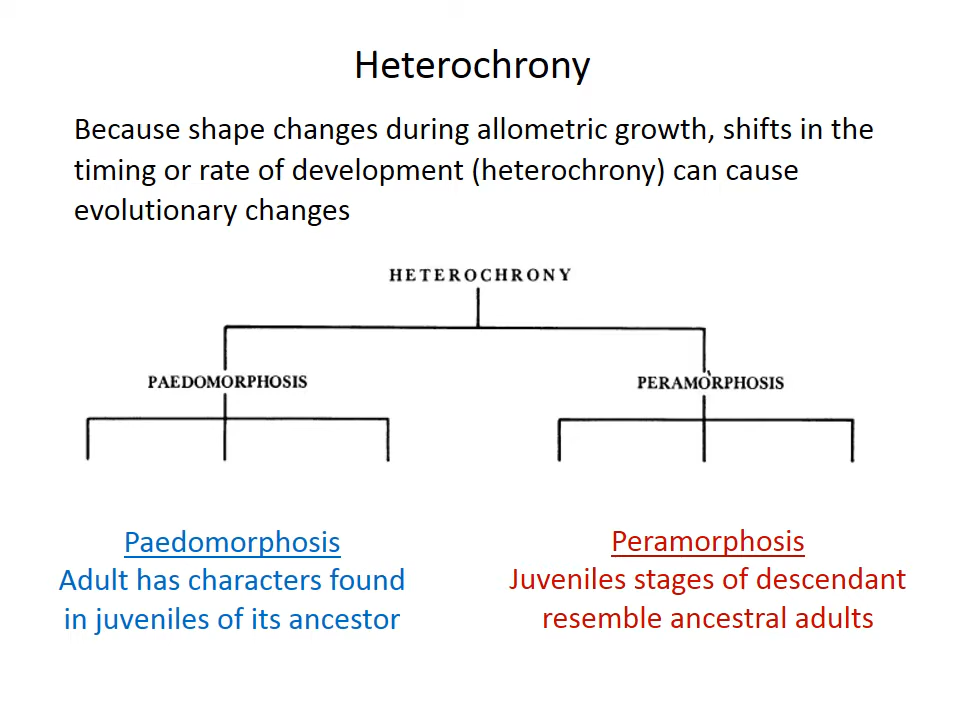 Heterochrony
Because shape changes during allometric growth, shifts in the
timing or rate of development (heterochrony) can cause
evolutionary changes
HETEROCHRONY
PAEDOMORPHOSIS
PERAMORPHOSIS
Paedomorphosis
Adult has characters found
in juveniles of its ancestor
Peramorphosis
Juveniles stages of descendant
resemble ancestral adults